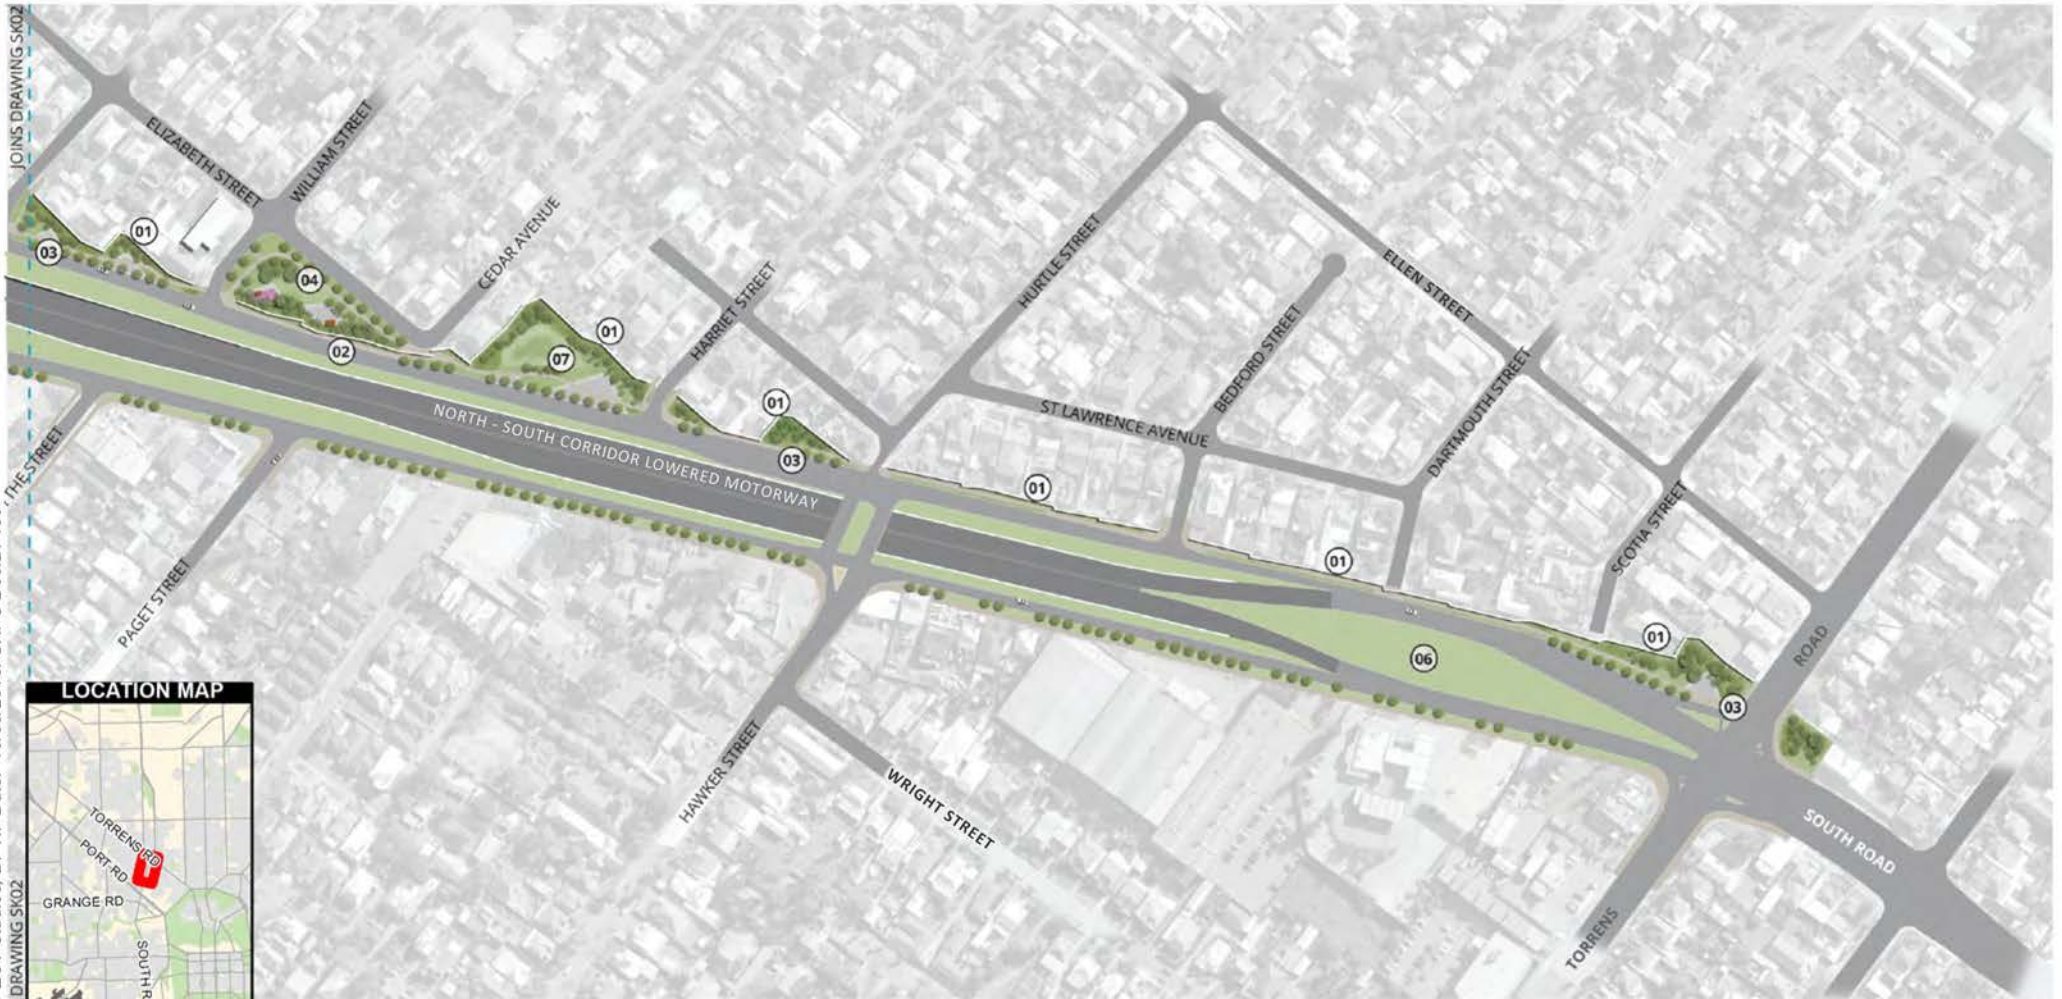 JOINS DRAWING SK02
ELIZABETH STREET
WILLIAM STREET
CEDAR AVENUE
HARRIET STREET
HURTLE STREET
ELLEN STREET
BEDFORD STREET
ST LAWRENCE AVENUE
DARTMOUTH STREET
SCOTIA STREET
01
03
04
02
07
01
01
03
01
01
01
06
03
NORTH - SOUTH CORRIDOR LOWERED MOTORWAY
THE STREET
PAGET STREET
HAWKER STREET
WRIGHT STREET
TORRENS
ROAD
SOUTH ROAD
LOCATION MAP
TORRENS RD
PORT RD
GRANGE RD
SOUTH R
DRAWING SK02